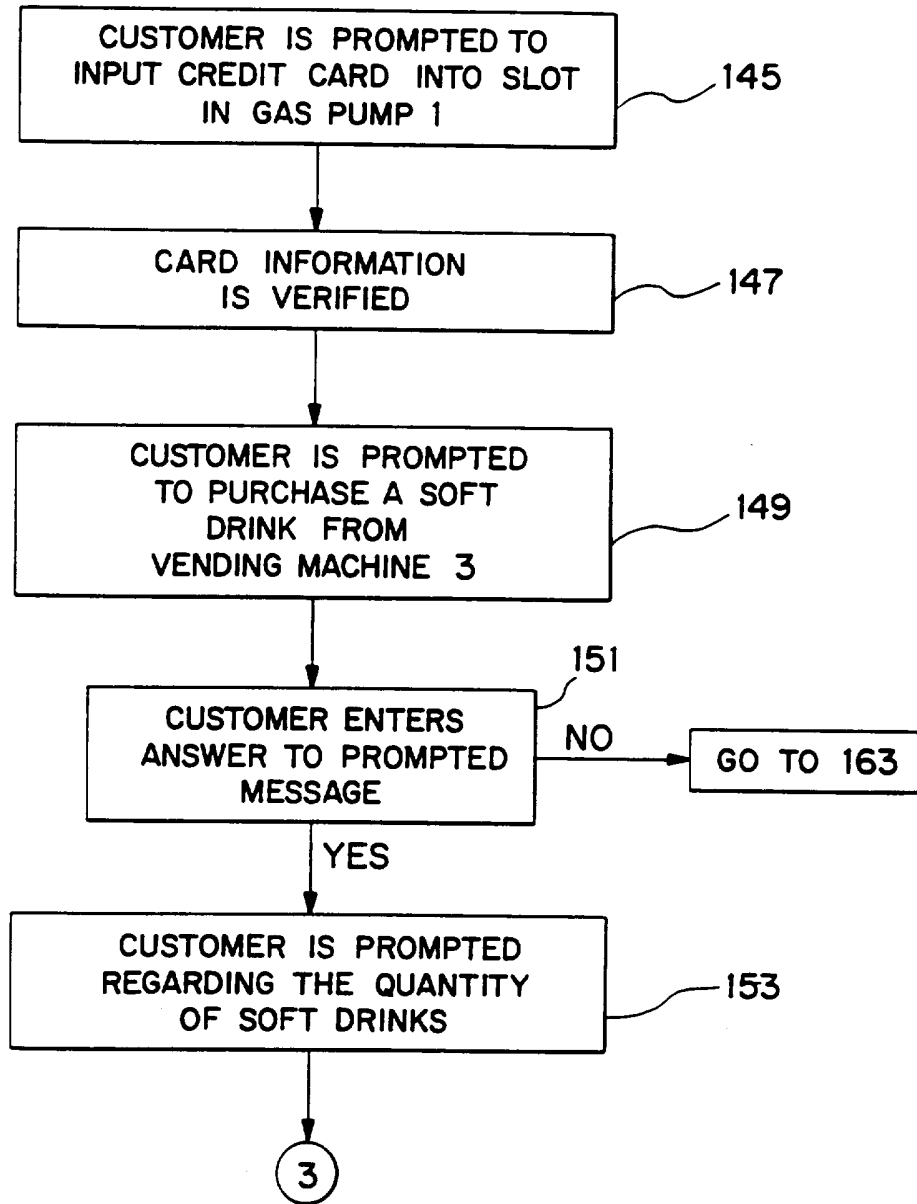 CUSTOMER IS PROMPTED TO
INPUT CREDIT CARD INTO SLOT
IN GAS PUMP 1
145
CARD INFORMATION
IS VERIFIED
147
CUSTOMER IS PROMPTED
TO PURCHASE A SOFT
DRINK FROM
VENDING MACHINE 3
149
151
CUSTOMER ENTERS
ANSWER TO PROMPTED
MESSAGE
NO
GO TO 163
YES
CUSTOMER IS PROMPTED
REGARDING THE QUANTITY
OF SOFT DRINKS
153
3